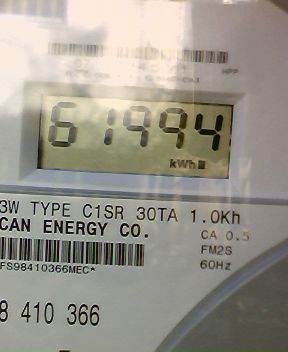 61994
kWh
3W TYPE C1SR 30TA 1.0Kh
CAN ENERGY CO.
CA 0.5
FM2S
FS98410366MEC*
60Hz
8 410 366